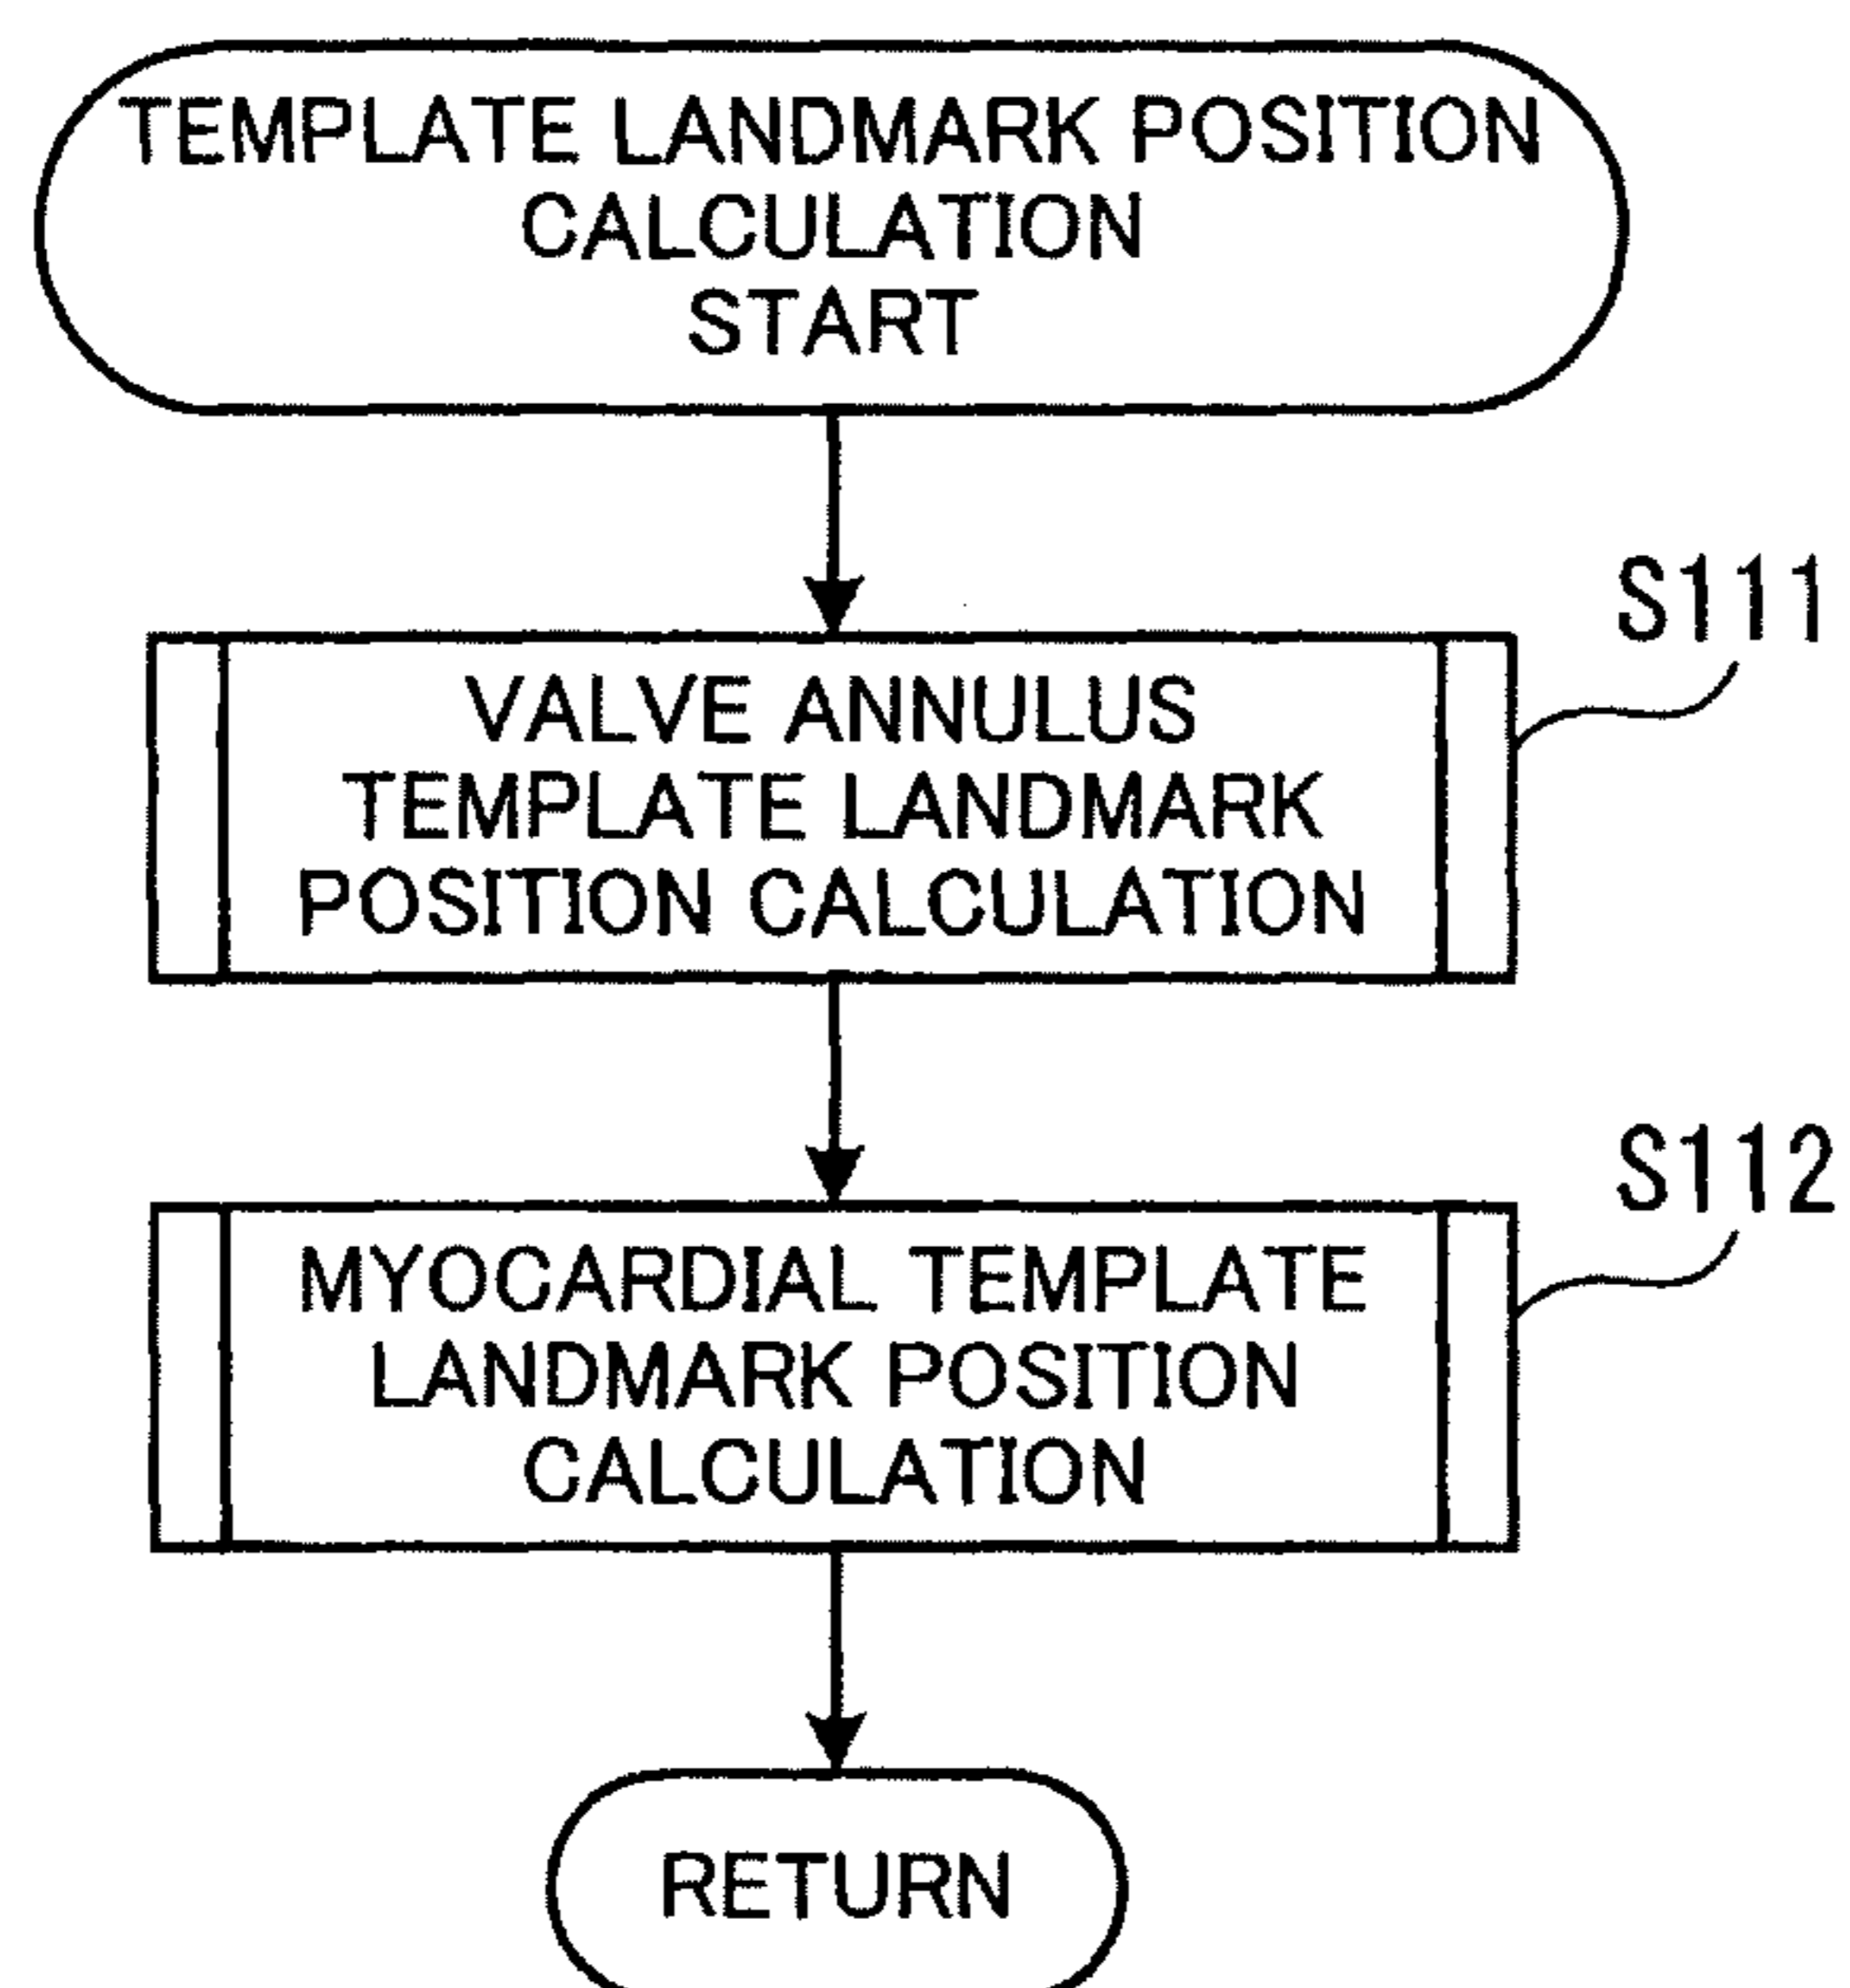 TEMPLATE LANDMARK POSITION
CALCULATION
START
S111
VALVE ANNULUS
TEMPLATE LANDMARK
POSITION CALCULATION
S112
MYOCARDIAL TEMPLATE
LANDMARK POSITION
CALCULATION
RETURN